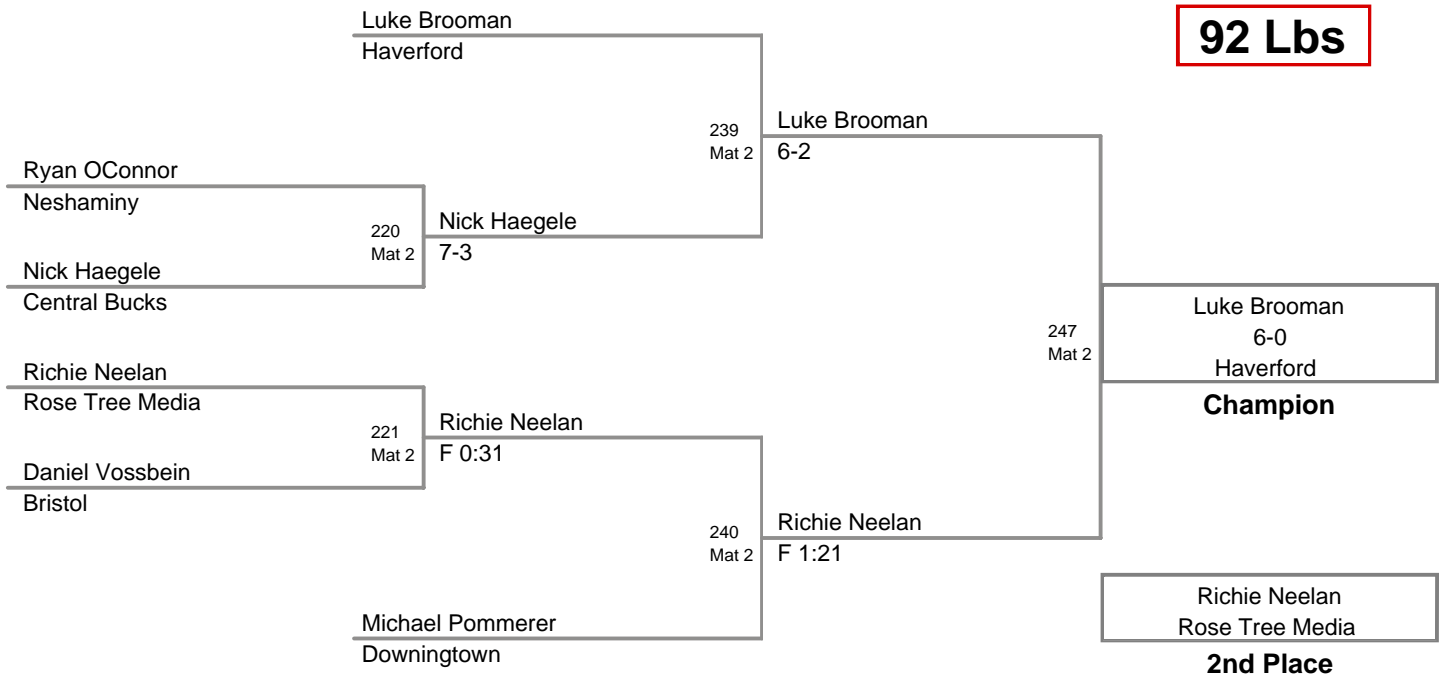 Luke Brooman
Haverford
92 Lbs
239
Mat 2
Luke Brooman
6-2
Ryan OConnor
Neshaminy
220
Mat 2
Nick Haegele
7-3
Nick Haegele
Central Bucks
Luke Brooman
6-0
Haverford
Champion
247
Mat 2
Richie Neelan
Rose Tree Media
221
Mat 2
Richie Neelan
F 0:31
Daniel Vossbein
Bristol
240
Mat 2
Richie Neelan
F 1:21
Michael Pommerer
Downingtown
Richie Neelan
Rose Tree Media
2nd Place